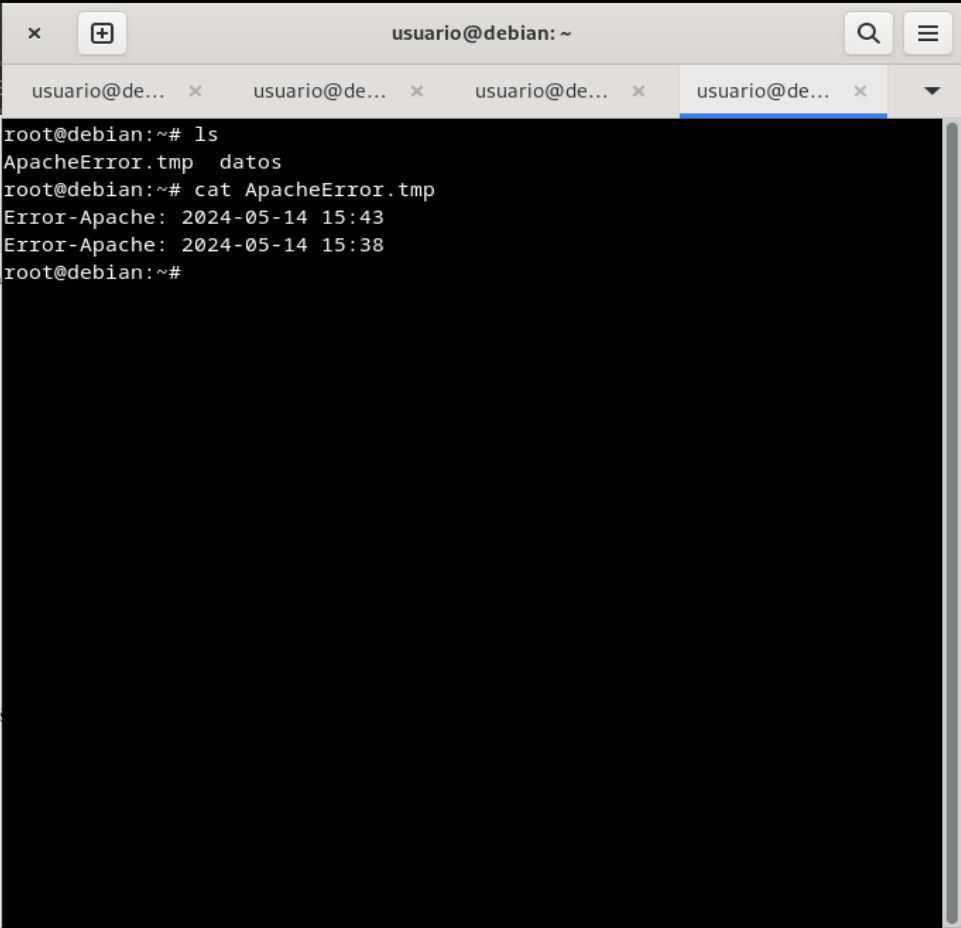 usuario@debian: ~
usuario@de... usuario@de... usuario@de... usuario@de...
root@debian:~# ls
ApacheError.tmp  datos
root@debian:~# cat ApacheError.tmp
Error-Apache: 2024-05-14 15:43
Error-Apache: 2024-05-14 15:38
root@debian:~#